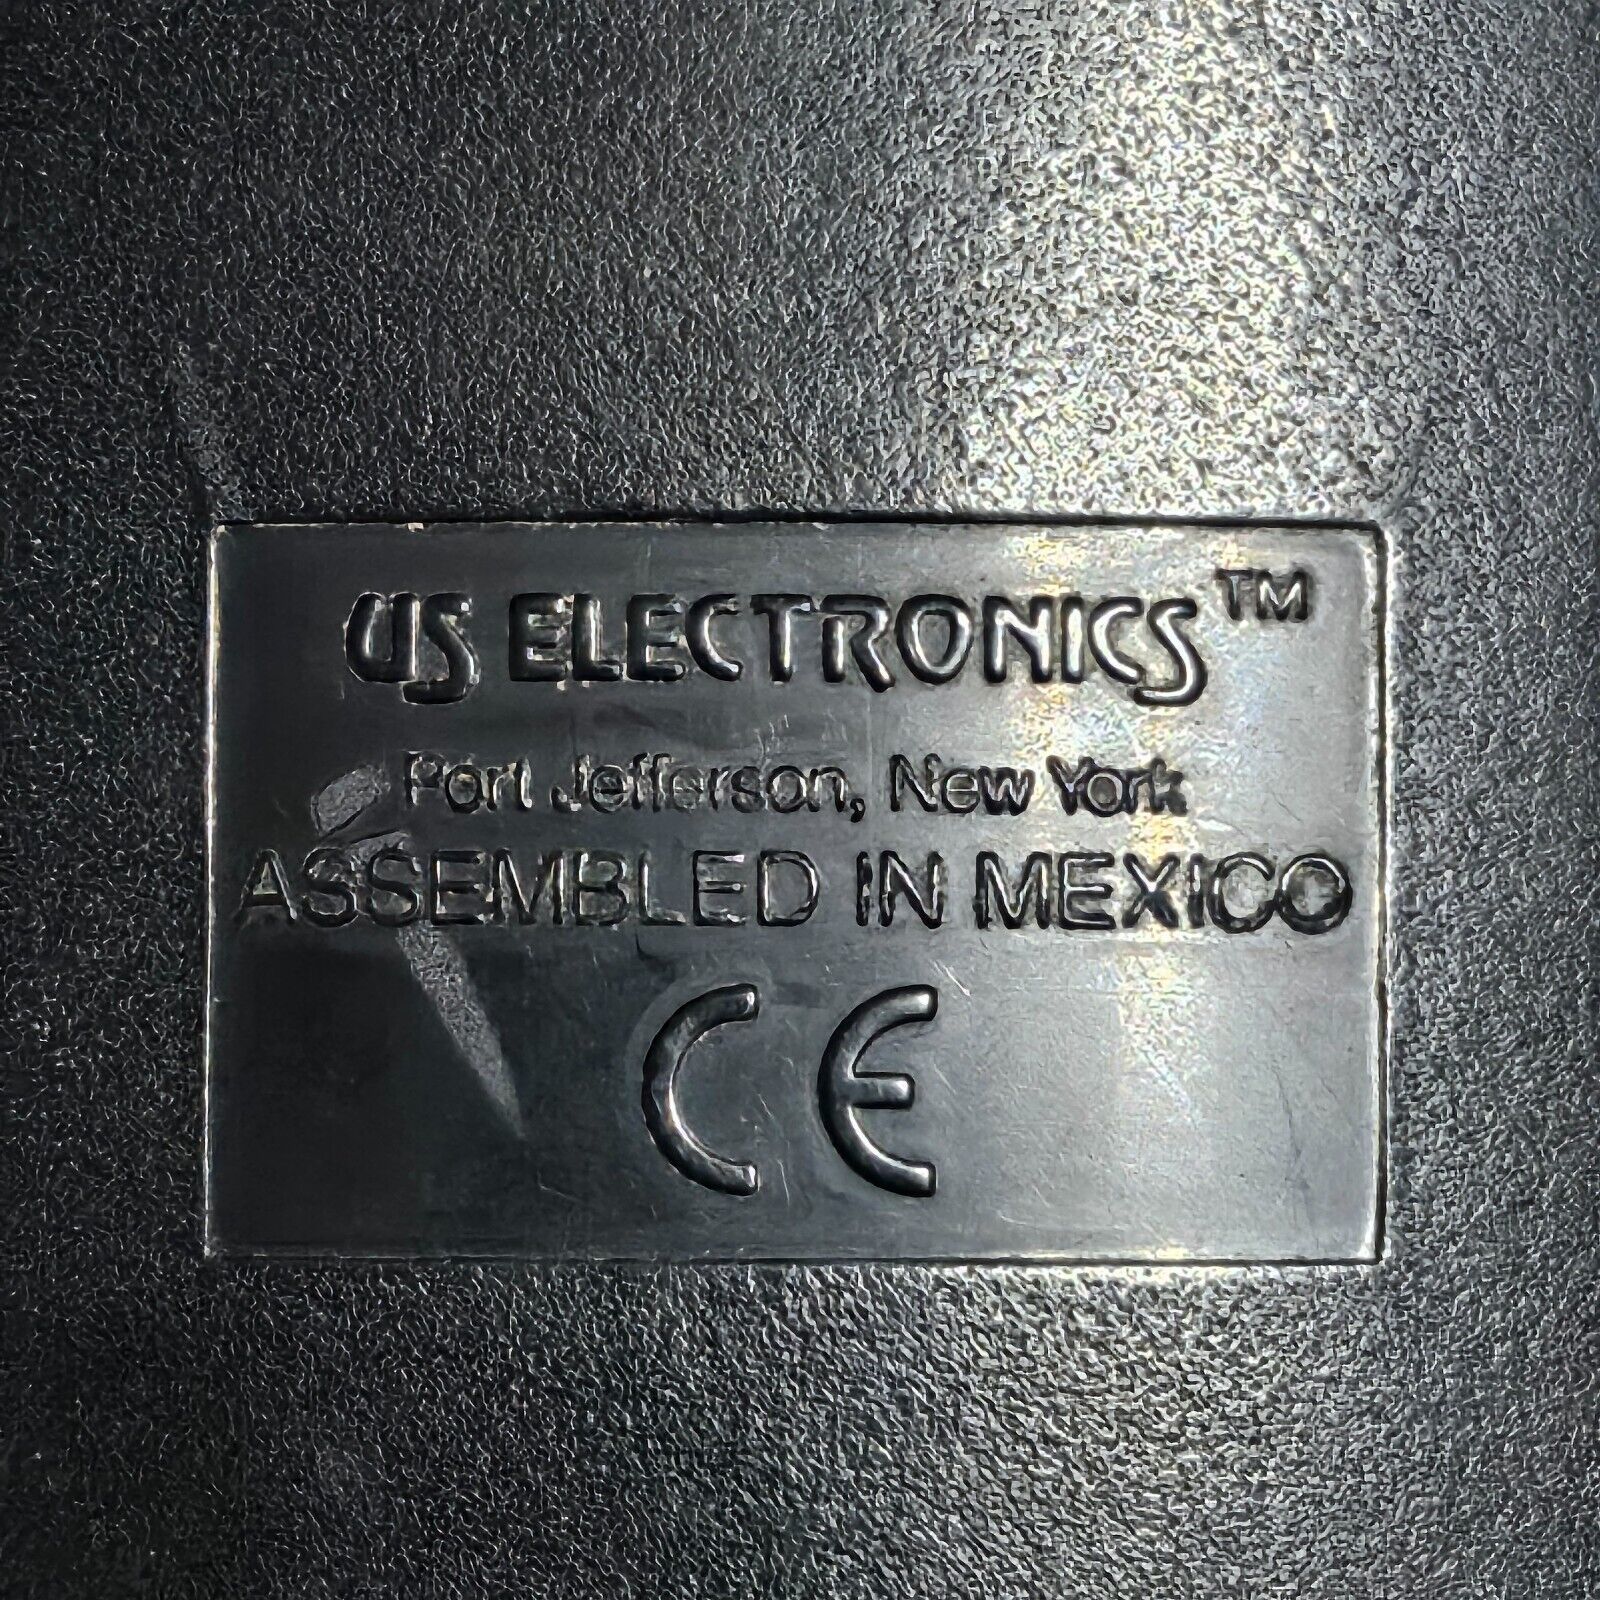 US ELECTRONICS™
Port Jefferson, New York
ASSEMBLED IN MEXICO
CE